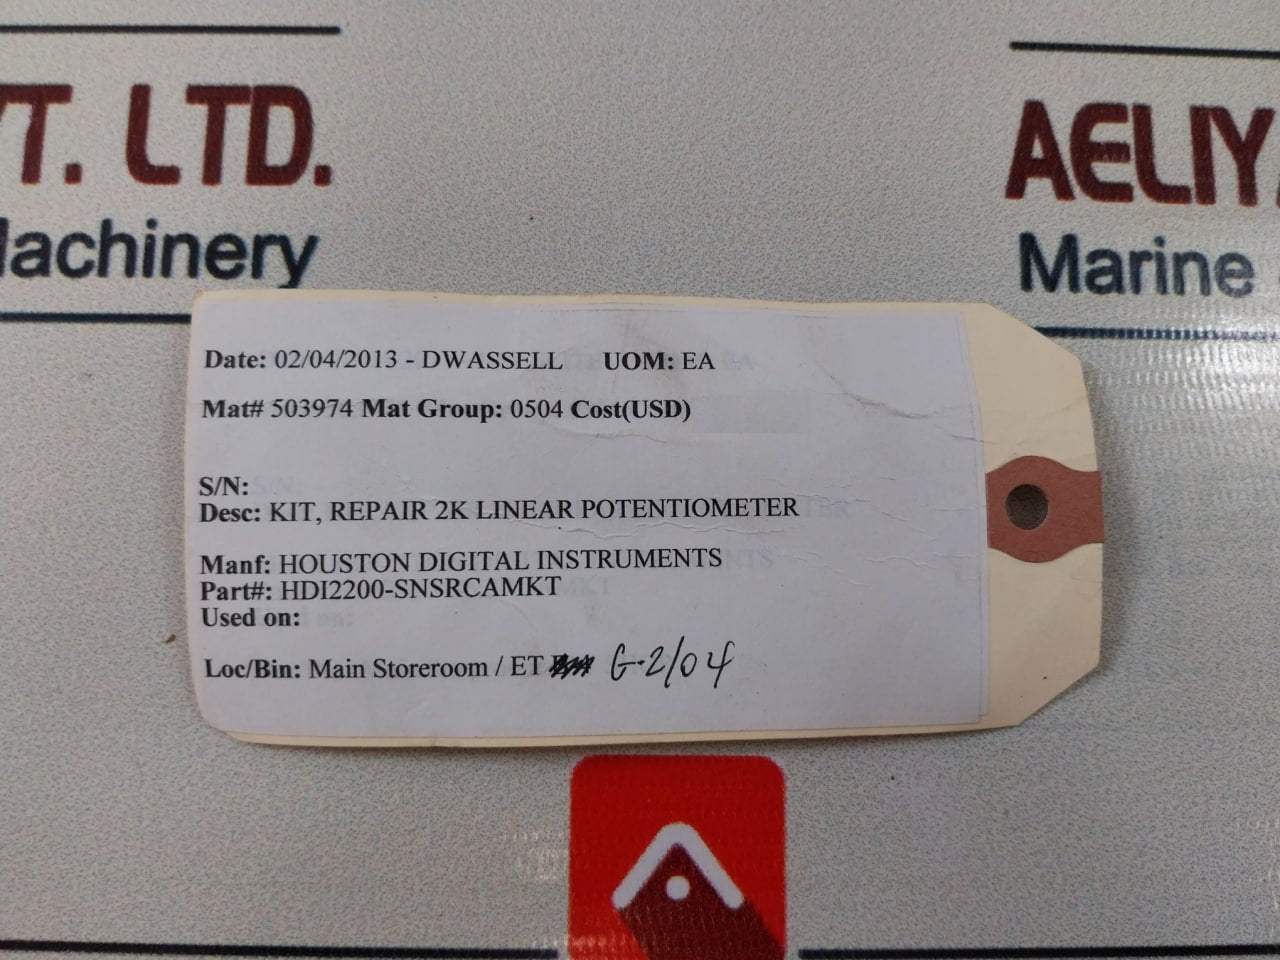 T. LTD.
Machinery
AELIY
Marine
Date: 02/04/2013 - DWASSELL UOM: EA
Mat# 503974 Mat Group: 0504 Cost(USD)
S/N:
Desc: KIT, REPAIR 2K LINEAR POTENTIOMETER
Manf: HOUSTON DIGITAL INSTRUMENTS
Part#: HDI2200-SNSRCAMKT
Used on:
Loc/Bin: Main Storeroom / ET G-2/04